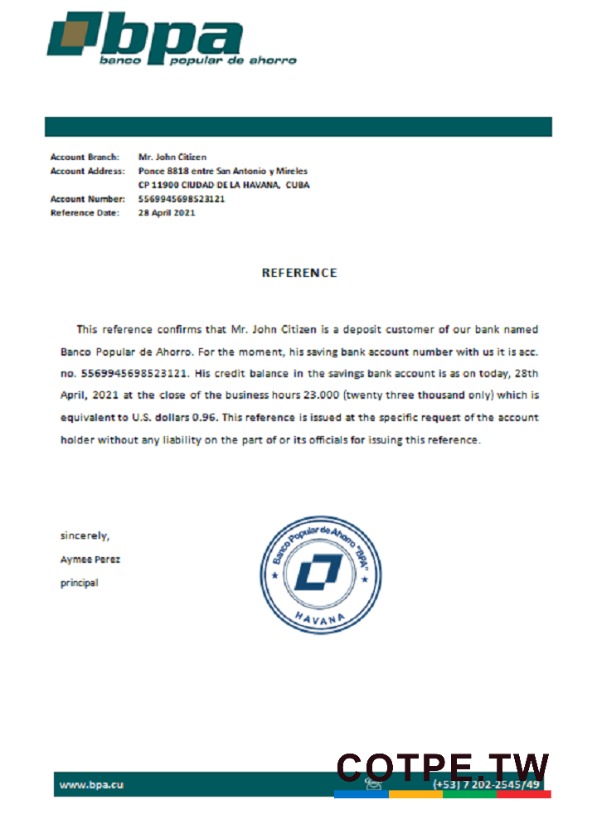 bpa
banco popular de ahorro
Account Branch: Mr. John Citizen
Account Address: Ponce 8818 entre San Antonio y Mireles
CP 11900 CIUDAD DE LA HAVANA, CUBA
Account Number: 5569945698523121
Reference Date: 28 April 2021
REFERENCE
This reference confirms that Mr. John Citizen is a deposit customer of our bank named
Banco Popular de Ahorro. For the moment, his saving bank account number with us it is acc.
no. 5569945698523121. His credit balance in the savings bank account is as on today, 28th
April, 2021 at the close of the business hours 23.000 (twenty three thousand only) which is
equivalent to U.S. dollars 0.96. This reference is issued at the specific request of the account
holder without any liability on the part of or its officials for issuing this reference.
sincerely,
Aymee Perez
principal
Banco Popular de Ahorro "BPA"
HAVANA
COTPE.TW
www.bpa.cu (+53) 7 202-2545/49